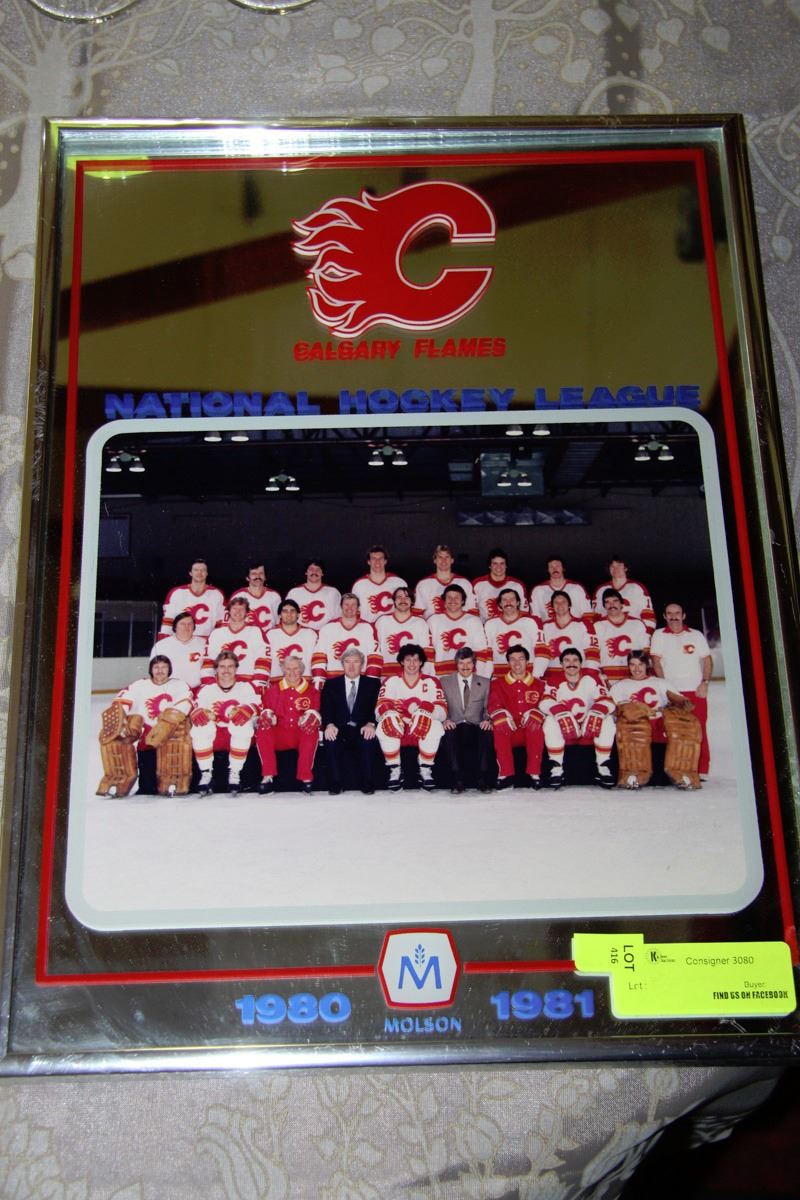 C
CALGARY FLAMES
NATIONAL HOCKEY LEAGUE
M
1980 MOLSON 1981
LOT
416
Consigner 3080
Lot:
Buyer:
FIND US ON FACEBOOK